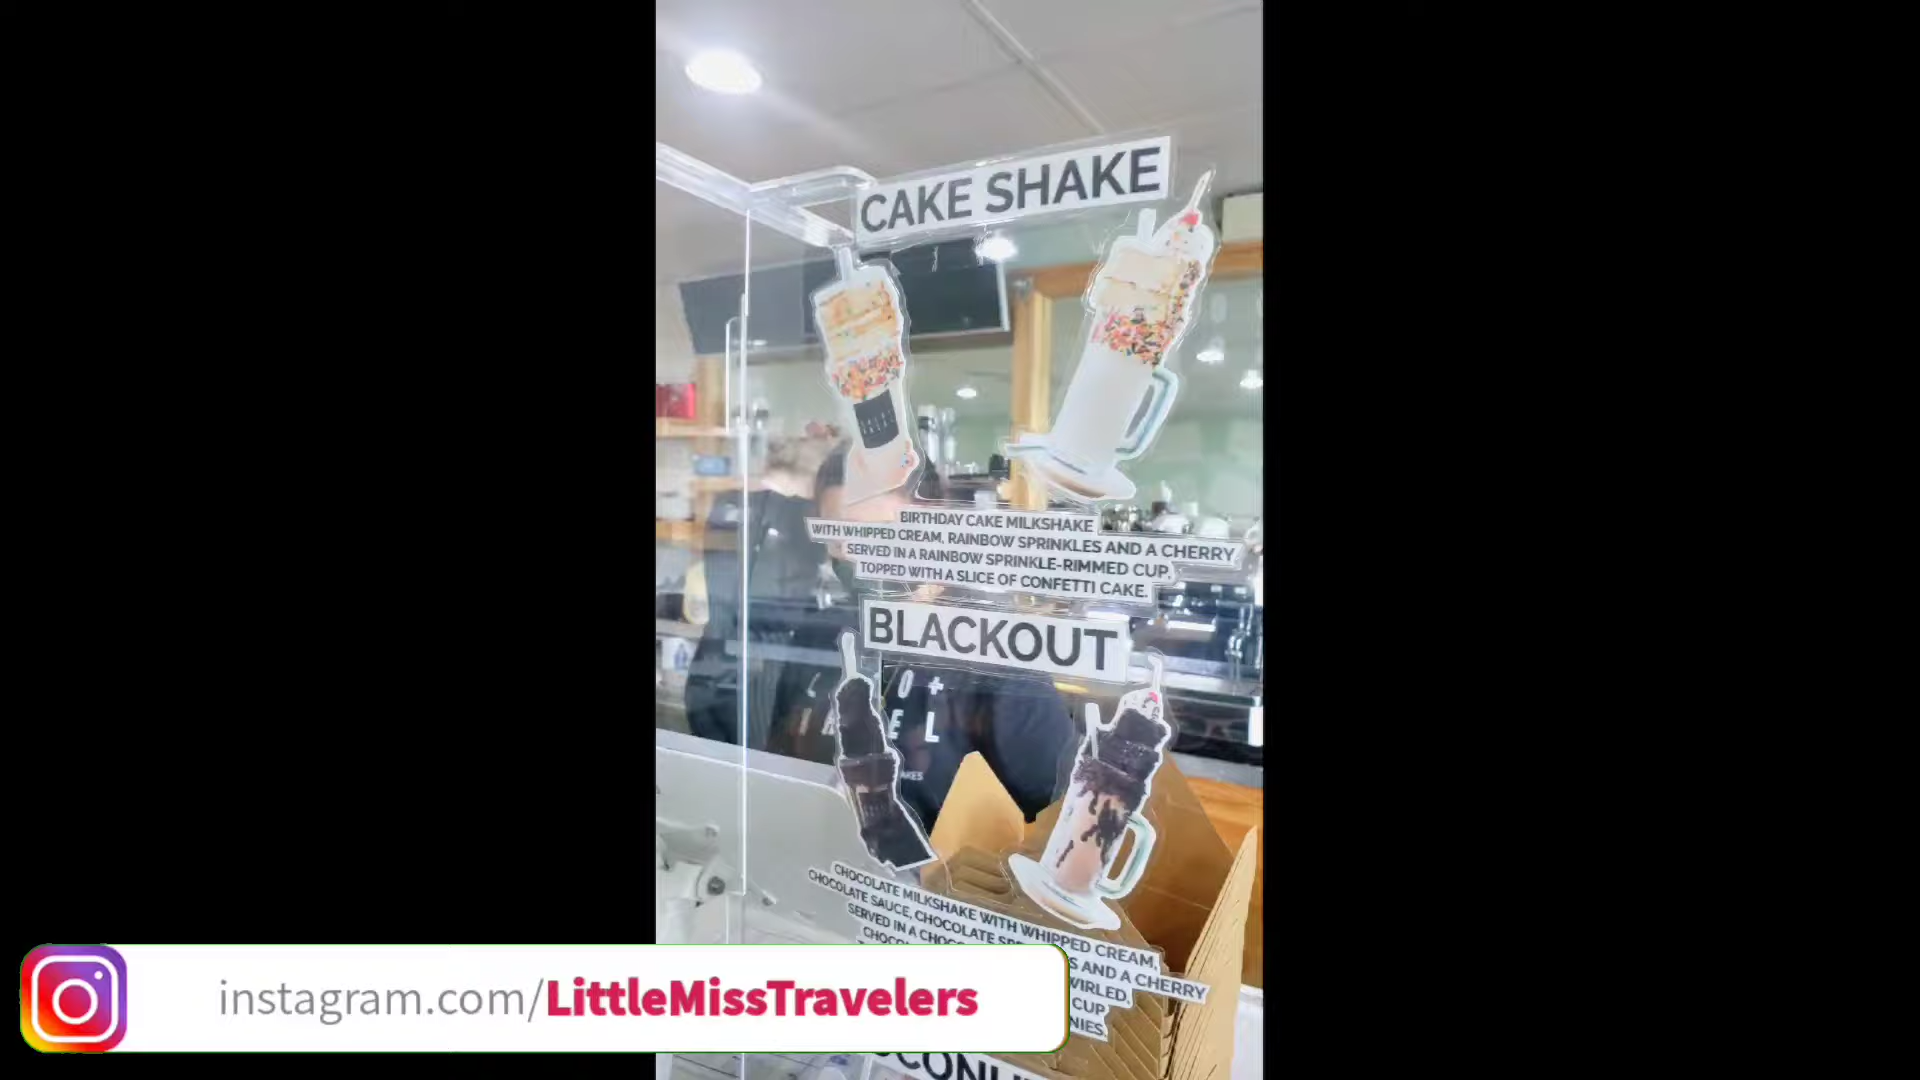 CAKE SHAKE
BIRTHDAY CAKE MILKSHAKE
WITH WHIPPED CREAM, RAINBOW SPRINKLES AND A CHERRY
SERVED IN A RAINBOW SPRINKLE-RIMMED CUP,
TOPPED WITH A SLICE OF CONFETTI CAKE.
BLACKOUT
CHOCOLATE MILKSHAKE WITH WHIPPED CREAM,
CHOCOLATE SAUCE, CHOCOLATE AND A CHERRY
SERVED IN A
CUP
instagram.com/LittleMissTravelers